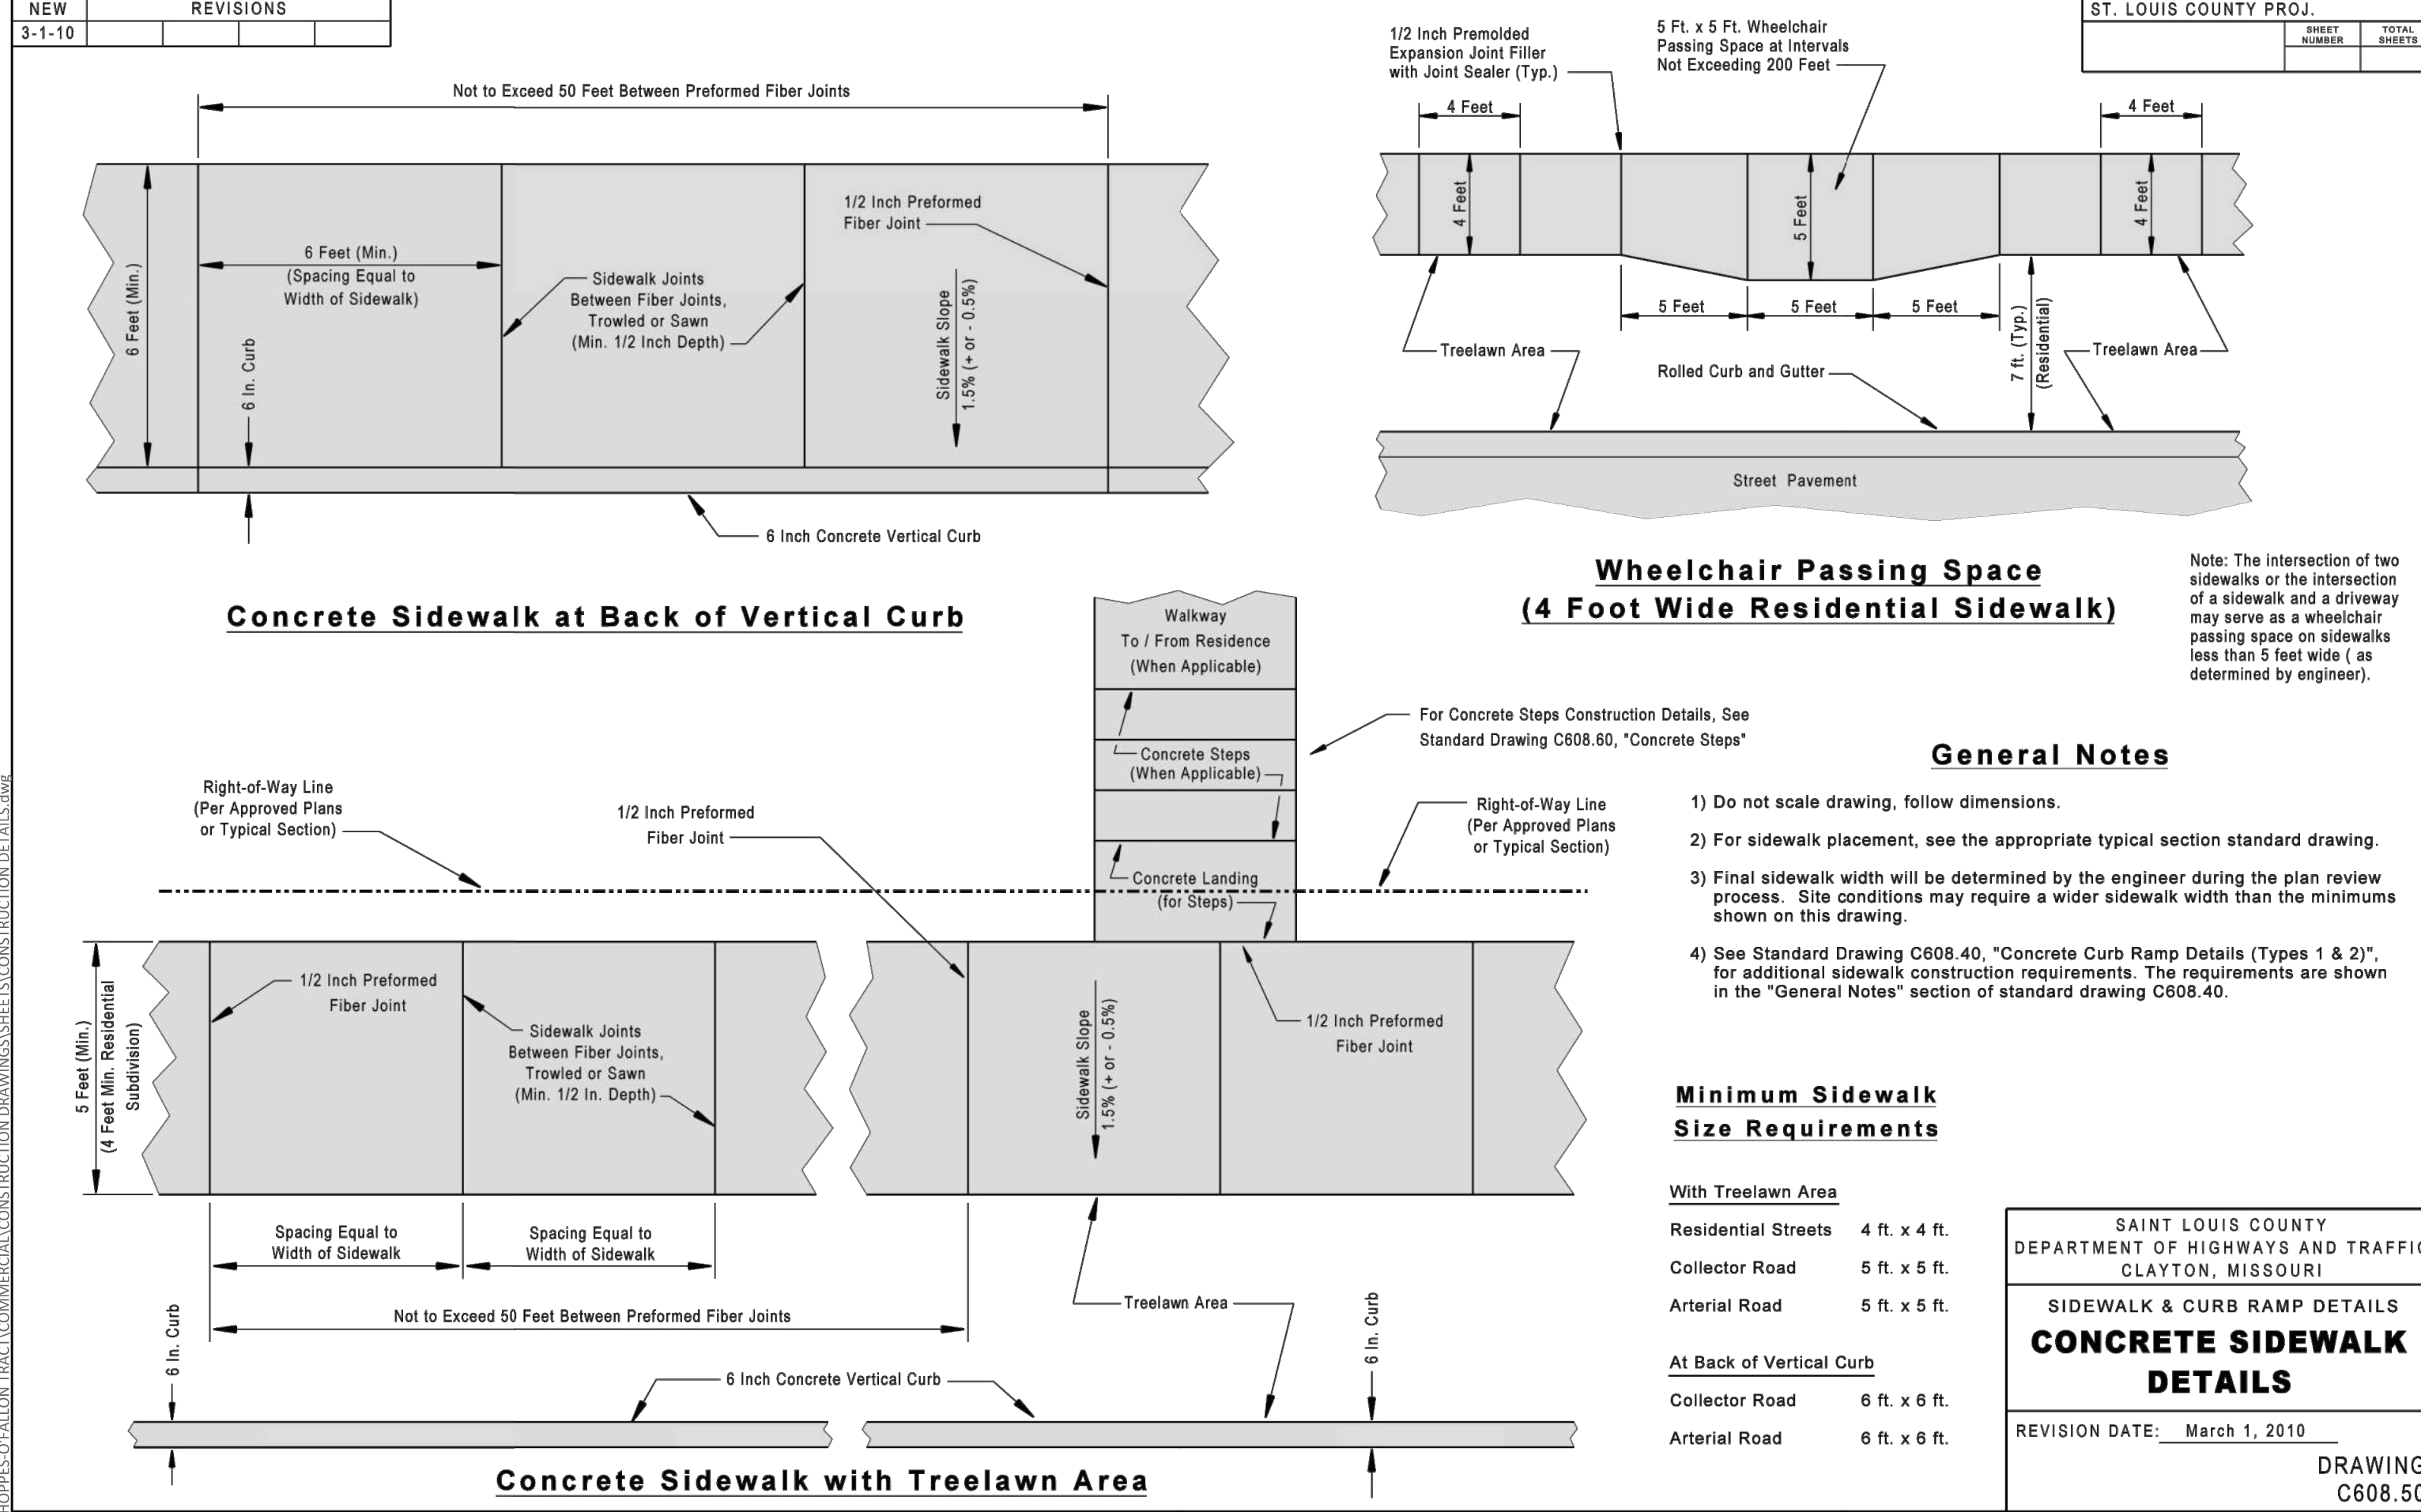 NEW REVISIONS
3-1-10
ST. LOUIS COUNTY PROJ.
SHEET
NUMBER
TOTAL
SHEETS
Not to Exceed 50 Feet Between Preformed Fiber Joints
6 Feet (Min.)
6 Feet (Min.)
(Spacing Equal to
Width of Sidewalk)
6 In. Curb
Sidewalk Joints
Between Fiber Joints,
Trowled or Sawn
(Min. 1/2 Inch Depth)
1/2 Inch Preformed
Fiber Joint
Sidewalk Slope
1.5% (+ or - 0.5%)
6 Inch Concrete Vertical Curb
Concrete Sidewalk at Back of Vertical Curb
1/2 Inch Premolded
Expansion Joint Filler
with Joint Sealer (Typ.)
5 Ft. x 5 Ft. Wheelchair
Passing Space at Intervals
Not Exceeding 200 Feet
4 Feet
4 Feet
4 Feet
5 Feet
4 Feet
5 Feet
5 Feet
5 Feet
7 ft. (Typ.)
(Residential)
Treelawn Area
Treelawn Area
Rolled Curb and Gutter
Street Pavement
Wheelchair Passing Space
(4 Foot Wide Residential Sidewalk)
Note: The intersection of two
sidewalks or the intersection
of a sidewalk and a driveway
may serve as a wheelchair
passing space on sidewalks
less than 5 feet wide ( as
determined by engineer).
Walkway
To / From Residence
(When Applicable)
Concrete Steps
(When Applicable)
Concrete Landing
(for Steps)
For Concrete Steps Construction Details, See
Standard Drawing C608.60, "Concrete Steps"
Right-of-Way Line
(Per Approved Plans
or Typical Section)
1/2 Inch Preformed
Fiber Joint
Right-of-Way Line
(Per Approved Plans
or Typical Section)
5 Feet (Min.)
(4 Feet Min. Residential
Subdivision)
1/2 Inch Preformed
Fiber Joint
Sidewalk Joints
Between Fiber Joints,
Trowled or Sawn
(Min. 1/2 In. Depth)
Sidewalk Slope
1.5% (+ or - 0.5%)
1/2 Inch Preformed
Fiber Joint
Spacing Equal to
Width of Sidewalk
Spacing Equal to
Width of Sidewalk
Not to Exceed 50 Feet Between Preformed Fiber Joints
Treelawn Area
6 In. Curb
6 In. Curb
6 Inch Concrete Vertical Curb
Concrete Sidewalk with Treelawn Area
General Notes
1) Do not scale drawing, follow dimensions.
2) For sidewalk placement, see the appropriate typical section standard drawing.
3) Final sidewalk width will be determined by the engineer during the plan review
process. Site conditions may require a wider sidewalk width than the minimums
shown on this drawing.
4) See Standard Drawing C608.40, "Concrete Curb Ramp Details (Types 1 & 2)",
for additional sidewalk construction requirements. The requirements are shown
in the "General Notes" section of standard drawing C608.40.
Minimum Sidewalk
Size Requirements
With Treelawn Area
Residential Streets 4 ft. x 4 ft.
Collector Road 5 ft. x 5 ft.
Arterial Road 5 ft. x 5 ft.
At Back of Vertical Curb
Collector Road 6 ft. x 6 ft.
Arterial Road 6 ft. x 6 ft.
SAINT LOUIS COUNTY
DEPARTMENT OF HIGHWAYS AND TRAFFIC
CLAYTON, MISSOURI
SIDEWALK & CURB RAMP DETAILS
CONCRETE SIDEWALK
DETAILS
REVISION DATE: March 1, 2010
DRAWING
C608.50
HOPPES-O'FALLON TRACT\COMMERCIAL\CONSTRUCTION DRAWINGS\SHEETS\CONSTRUCTION DETAILS.dwg